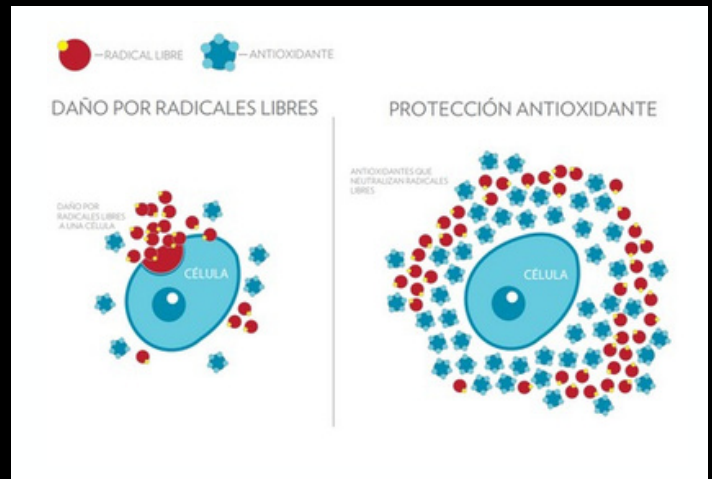 –RADICAL LIBRE
–ANTIOXIDANTE
DAÑO POR RADICALES LIBRES
PROTECCIÓN ANTIOXIDANTE
DAÑO POR
RADICALES LIBRES
A UNA CÉLULA
CÉLULA
ANTIOXIDANTES QUE
NEUTRALIZAN RADICALES
LIBRES
CÉLULA